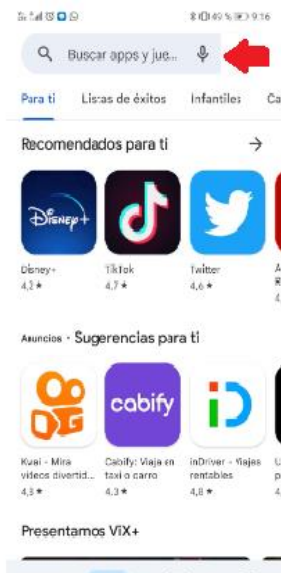 49 % 9:16
Buscar apps y jue...
Para ti Listas de éxitos Infantiles Ca
Recomendados para ti
Disney+
Disney+ TikTok Twitter
4,2 ★ 4,7 ★ 4,6 ★
Anuncios · Sugerencias para ti
cabify
Kwai - Mira Cabify: Viaja en inDriver - Viajes
videos divertid... taxi o carro rentables
4,3 ★ 4,3 ★ 4,8 ★
Presentamos ViX+